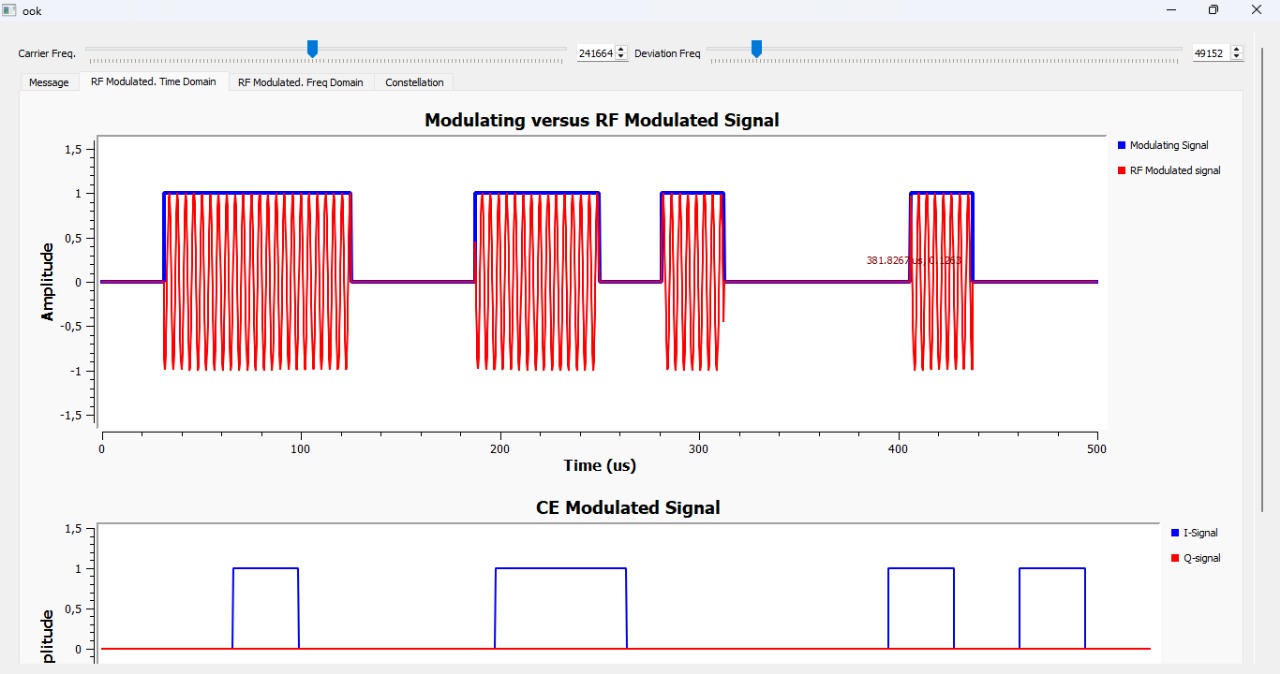 ook
Carrier Freq. 241664 Deviation Freq 49152
Message RF Modulated. Time Domain RF Modulated. Freq Domain Constellation
Modulating versus RF Modulated Signal
1,5
1
0,5
0
-0,5
-1
-1,5
Amplitude
Modulating Signal
RF Modulated signal
381.8267 us, 0.1263
0 100 200 300 400 500
Time (us)
CE Modulated Signal
1,5
1
0,5
0
plitude
I-Signal
Q-signal